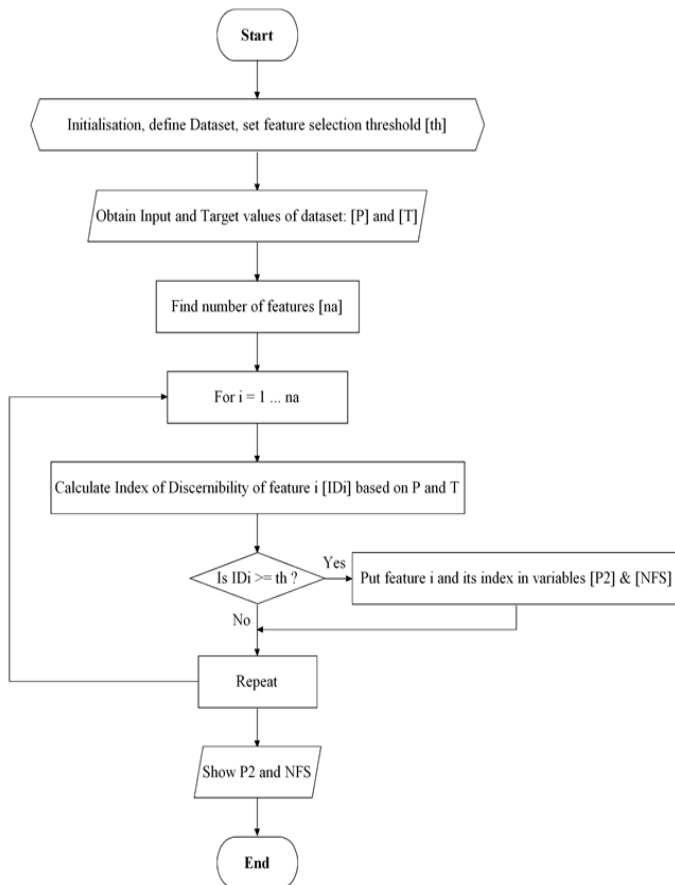 Start
Initialisation, define Dataset, set feature selection threshold [th]
Obtain Input and Target values of dataset: [P] and [T]
Find number of features [na]
For i = 1 ... na
Calculate Index of Discernibility of feature i [IDi] based on P and T
Is IDi >= th ?
Yes
Put feature i and its index in variables [P2] & [NFS]
No
Repeat
Show P2 and NFS
End